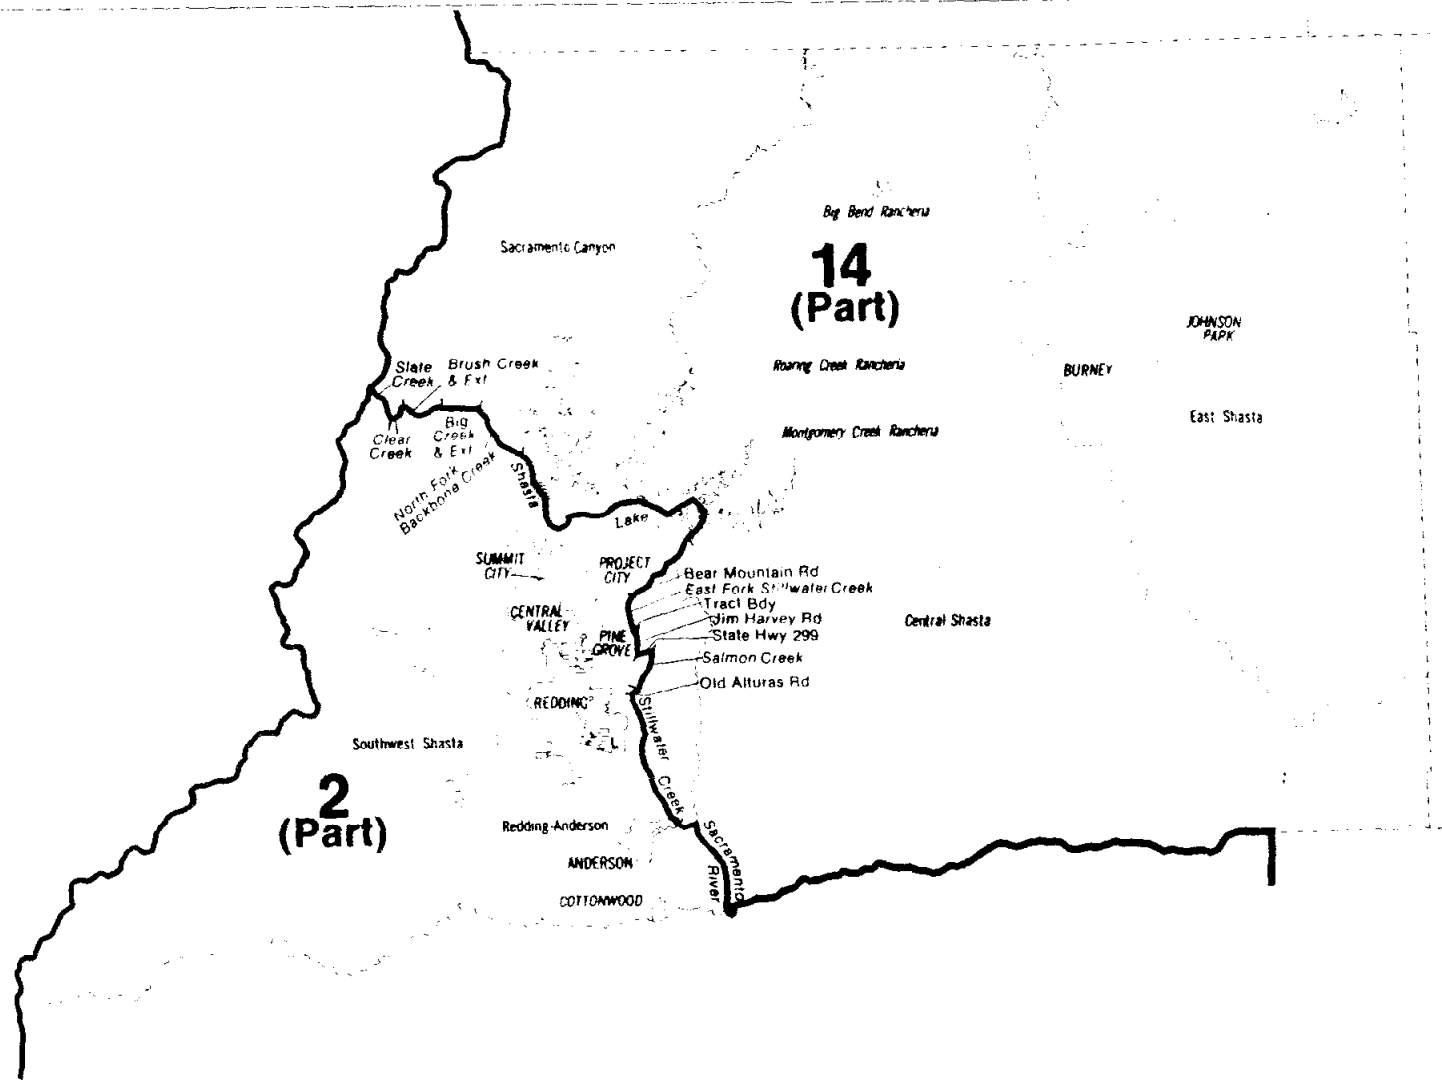 Big Bend Rancheria
Sacramento Canyon
14
(Part)
JOHNSON
PARK
Slate
Creek
Brush Creek
& Ext
Roaring Creek Rancheria
BURNEY
East Shasta
Clear
Creek
Big
Creek
& Ext
Montgomery Creek Rancheria
North Fork
Backbone Creek
Shasta
Lake
SUMMIT
CITY
PROJECT
CITY
Bear Mountain Rd
East Fork Stillwater Creek
Tract Bdy
Jim Harvey Rd
State Hwy 299
Salmon Creek
Old Alturas Rd
CENTRAL
VALLEY
PINE
GROVE
Central Shasta
REDDING
Stillwater Creek
Southwest Shasta
2
(Part)
Redding-Anderson
Sacramento
River
ANDERSON
COTTONWOOD